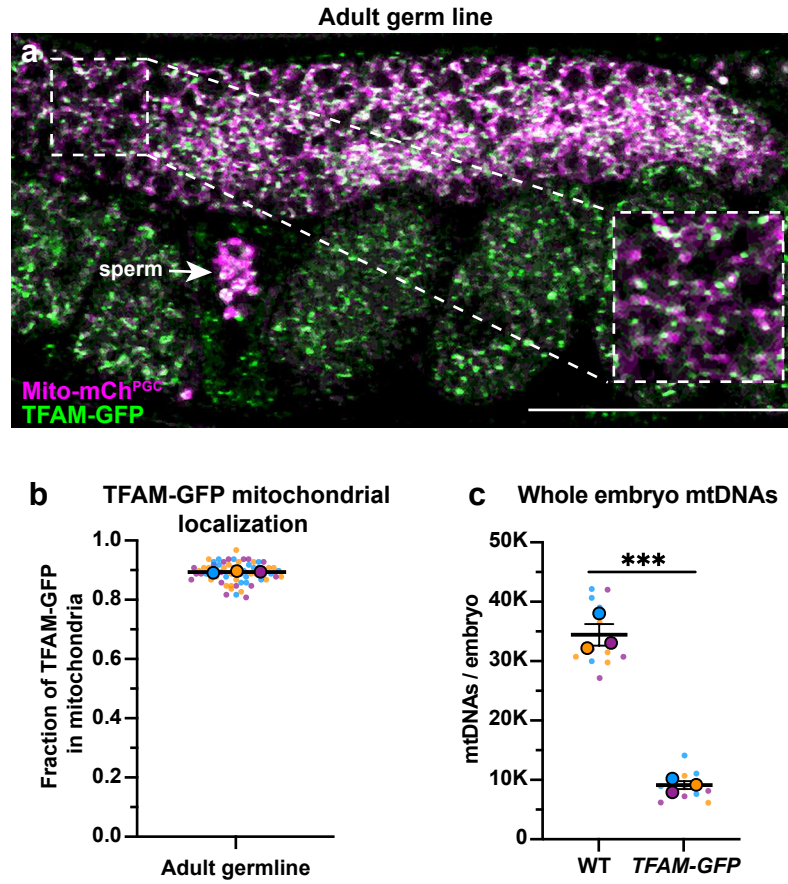 Adult germ line
a
sperm
Mito-mChPGC
TFAM-GFP
b
TFAM-GFP mitochondrial
localization
Fraction of TFAM-GFP
in mitochondria
1.0
0.8
0.6
0.4
0.2
0.0
Adult germline
c
Whole embryo mtDNAs
mtDNAs / embryo
50K
40K
30K
20K
10K
0
***
WT
TFAM-GFP